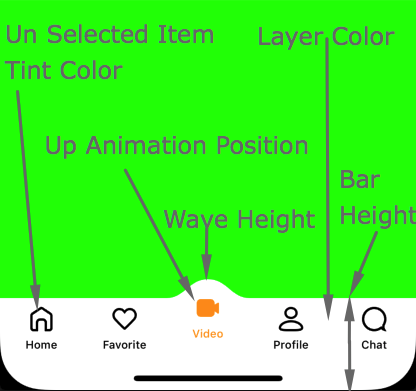 Un Selected Item
Tint Color
Layer Color
Up Animation Position
Bar
Height
Wave Height
Home
Favorite
Video
Profile
Chat